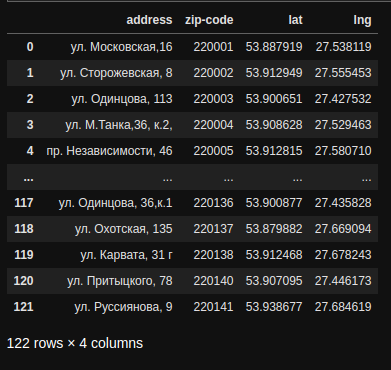 address zip-code lat lng
0 ул. Московская,16 220001 53.887919 27.538119
1 ул. Сторожевская, 8 220002 53.912949 27.555453
2 ул. Одинцова, 113 220003 53.900651 27.427532
3 ул. М.Танка,36, к.2, 220004 53.908628 27.529463
4 пр. Независимости, 46 220005 53.912815 27.580710
... ... ... ... ...
117 ул. Одинцова, 36,к.1 220136 53.900877 27.435828
118 ул. Охотская, 135 220137 53.879882 27.669094
119 ул. Карвата, 31 г 220138 53.912468 27.678243
120 ул. Притыцкого, 78 220140 53.907095 27.446173
121 ул. Руссиянова, 9 220141 53.938677 27.684619
122 rows × 4 columns